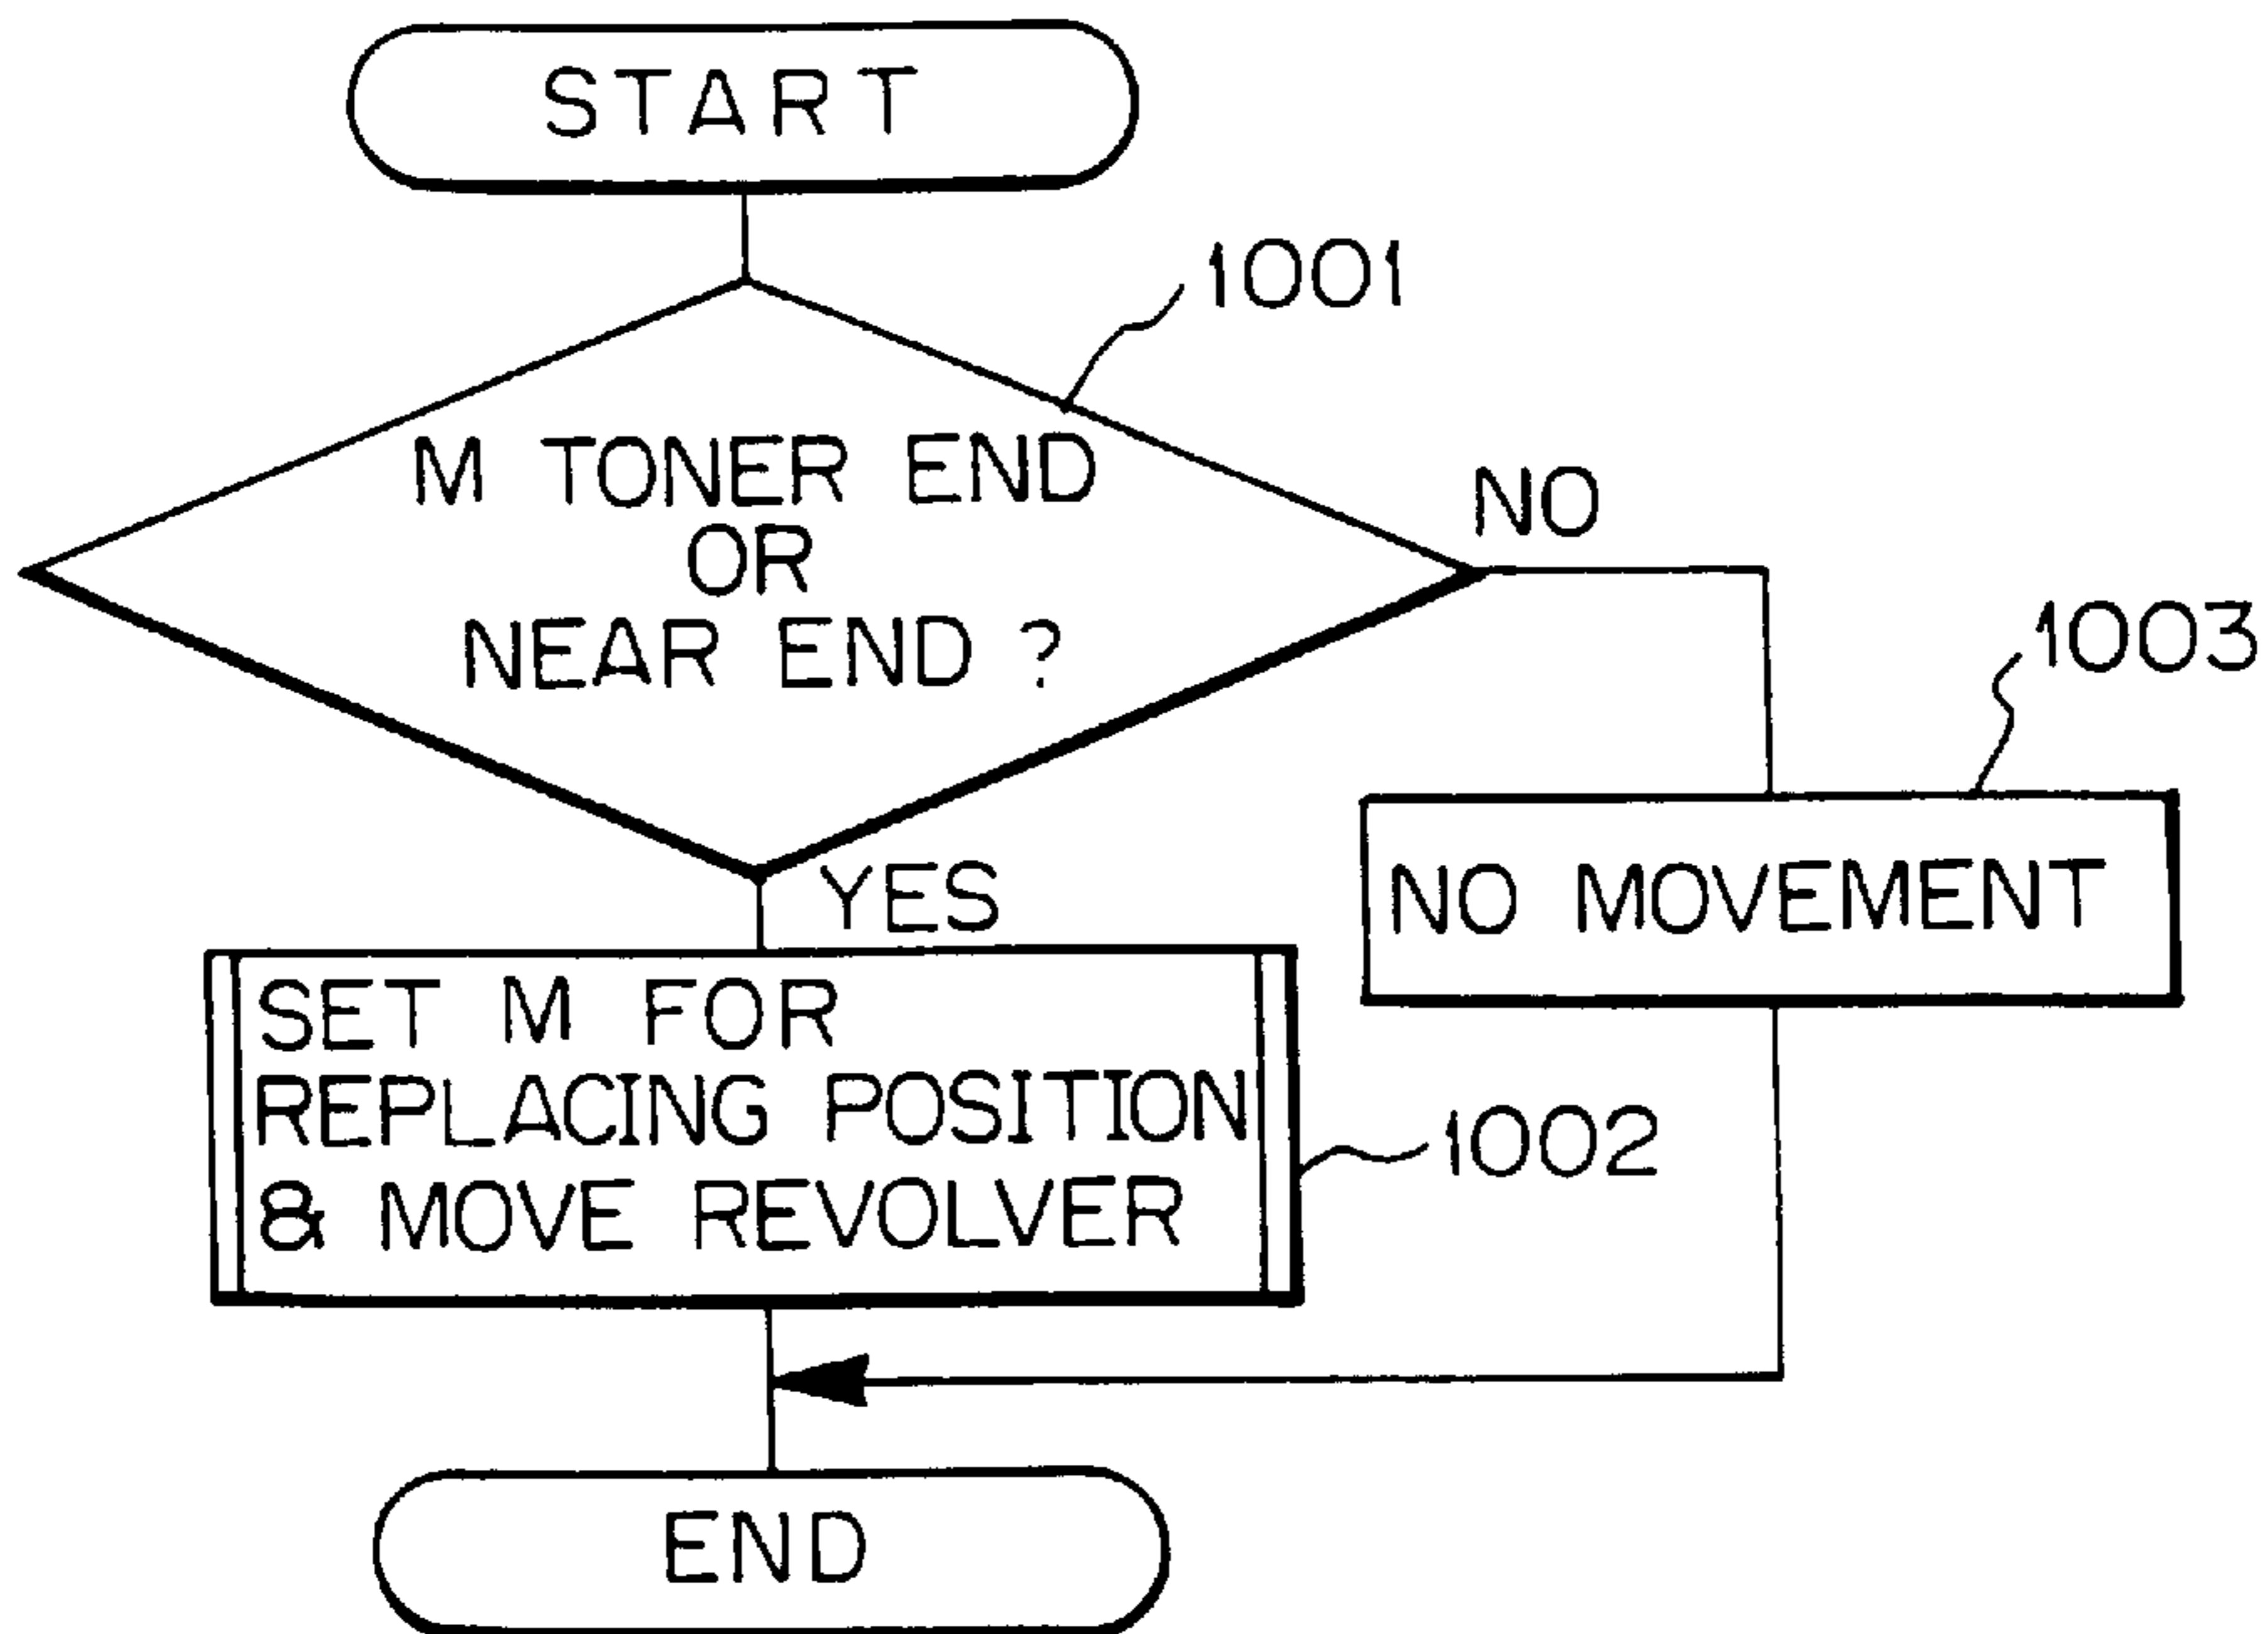 START
1001
M TONER END
OR
NEAR END ?
NO
1003
NO MOVEMENT
YES
SET M FOR
REPLACING POSITION
& MOVE REVOLVER
1002
END